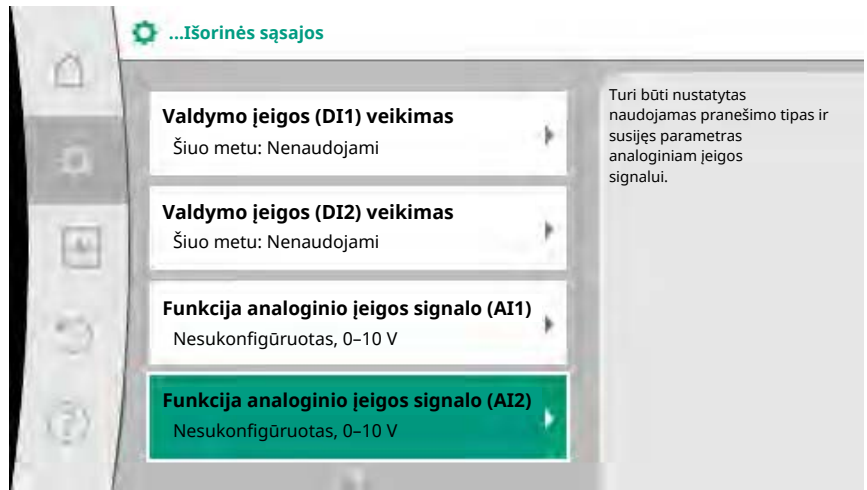 ...Išorinės sąsajos
Valdymo įeigos (DI1) veikimas
Šiuo metu: Nenaudojami
Valdymo įeigos (DI2) veikimas
Šiuo metu: Nenaudojami
Funkcija analoginio įeigos signalo (AI1)
Nesukonfigūruotas, 0–10 V
Funkcija analoginio įeigos signalo (AI2)
Nesukonfigūruotas, 0–10 V
Turi būti nustatytas
naudojamas pranešimo tipas ir
susijęs parametras
analoginiam įeigos
signalui.